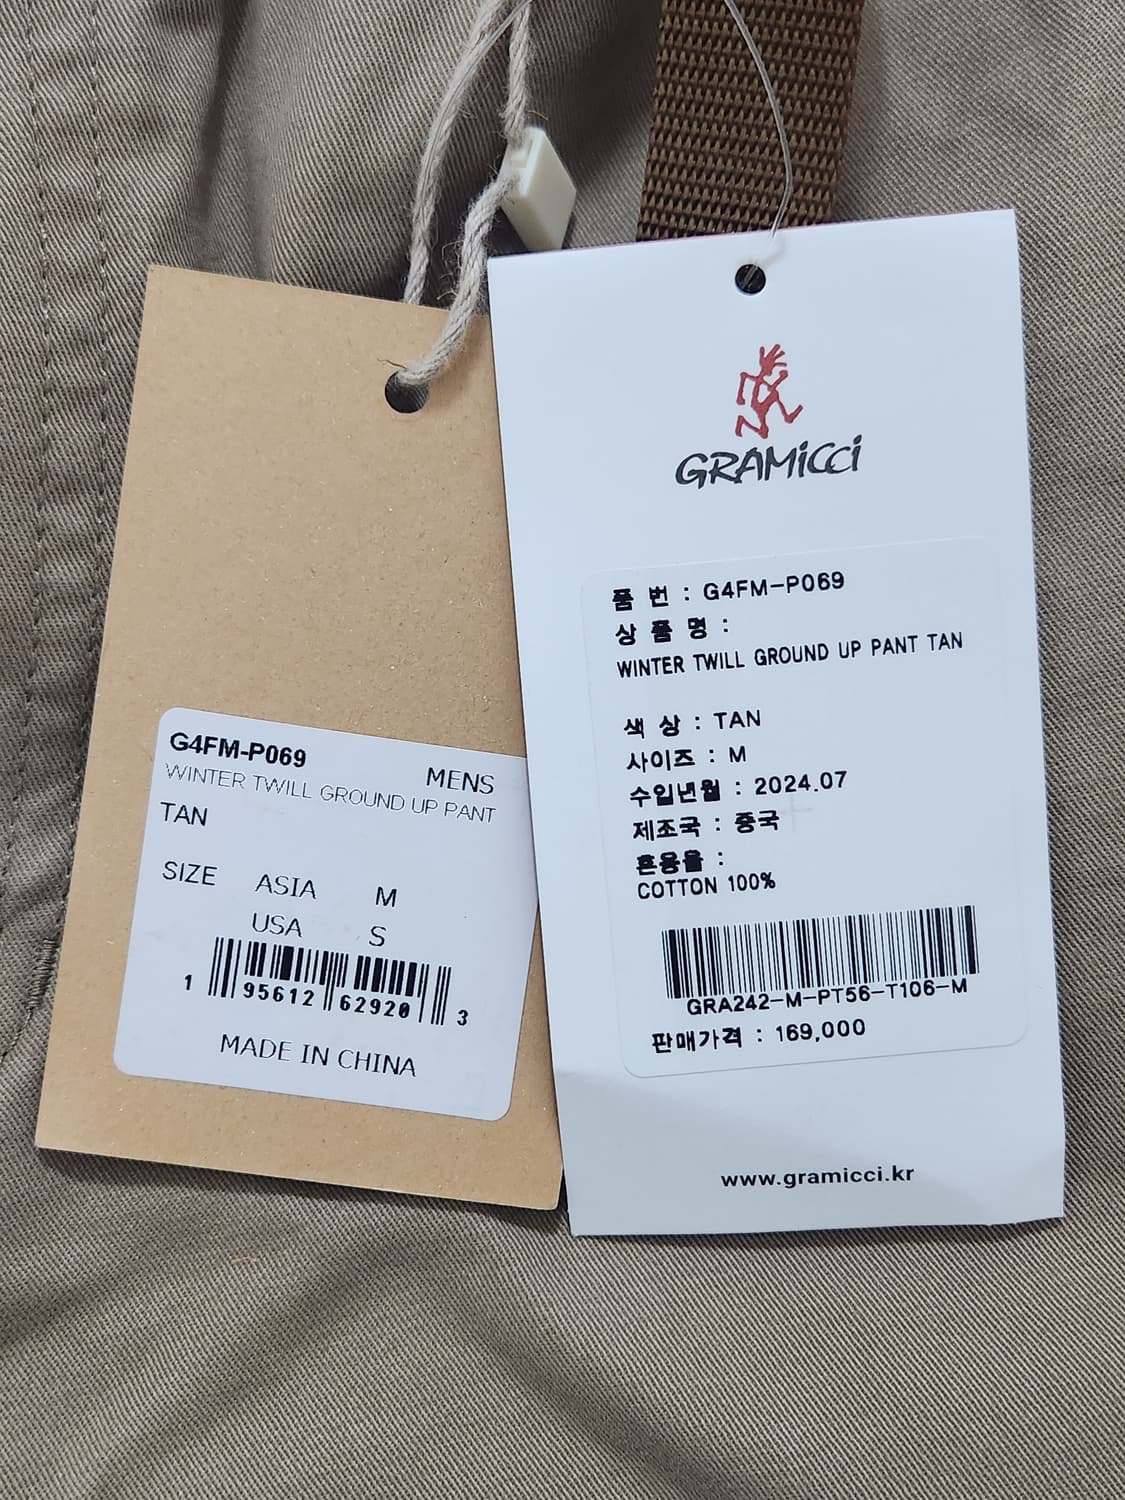 G4FM-P069
MENS
WINTER TWILL GROUND UP PANT
TAN
SIZE ASIA M
USA S
1 95612 62920 3
MADE IN CHINA
GRAMiCCi
품 번 : G4FM-P069
상 품 명 :
WINTER TWILL GROUND UP PANT TAN
색 상 : TAN
사이즈 : M
수입년월 : 2024.07
제조국 : 중국
혼용율 :
COTTON 100%
GRA242-M-PT56-T106-M
판매가격 : 169,000
www.gramicci.kr